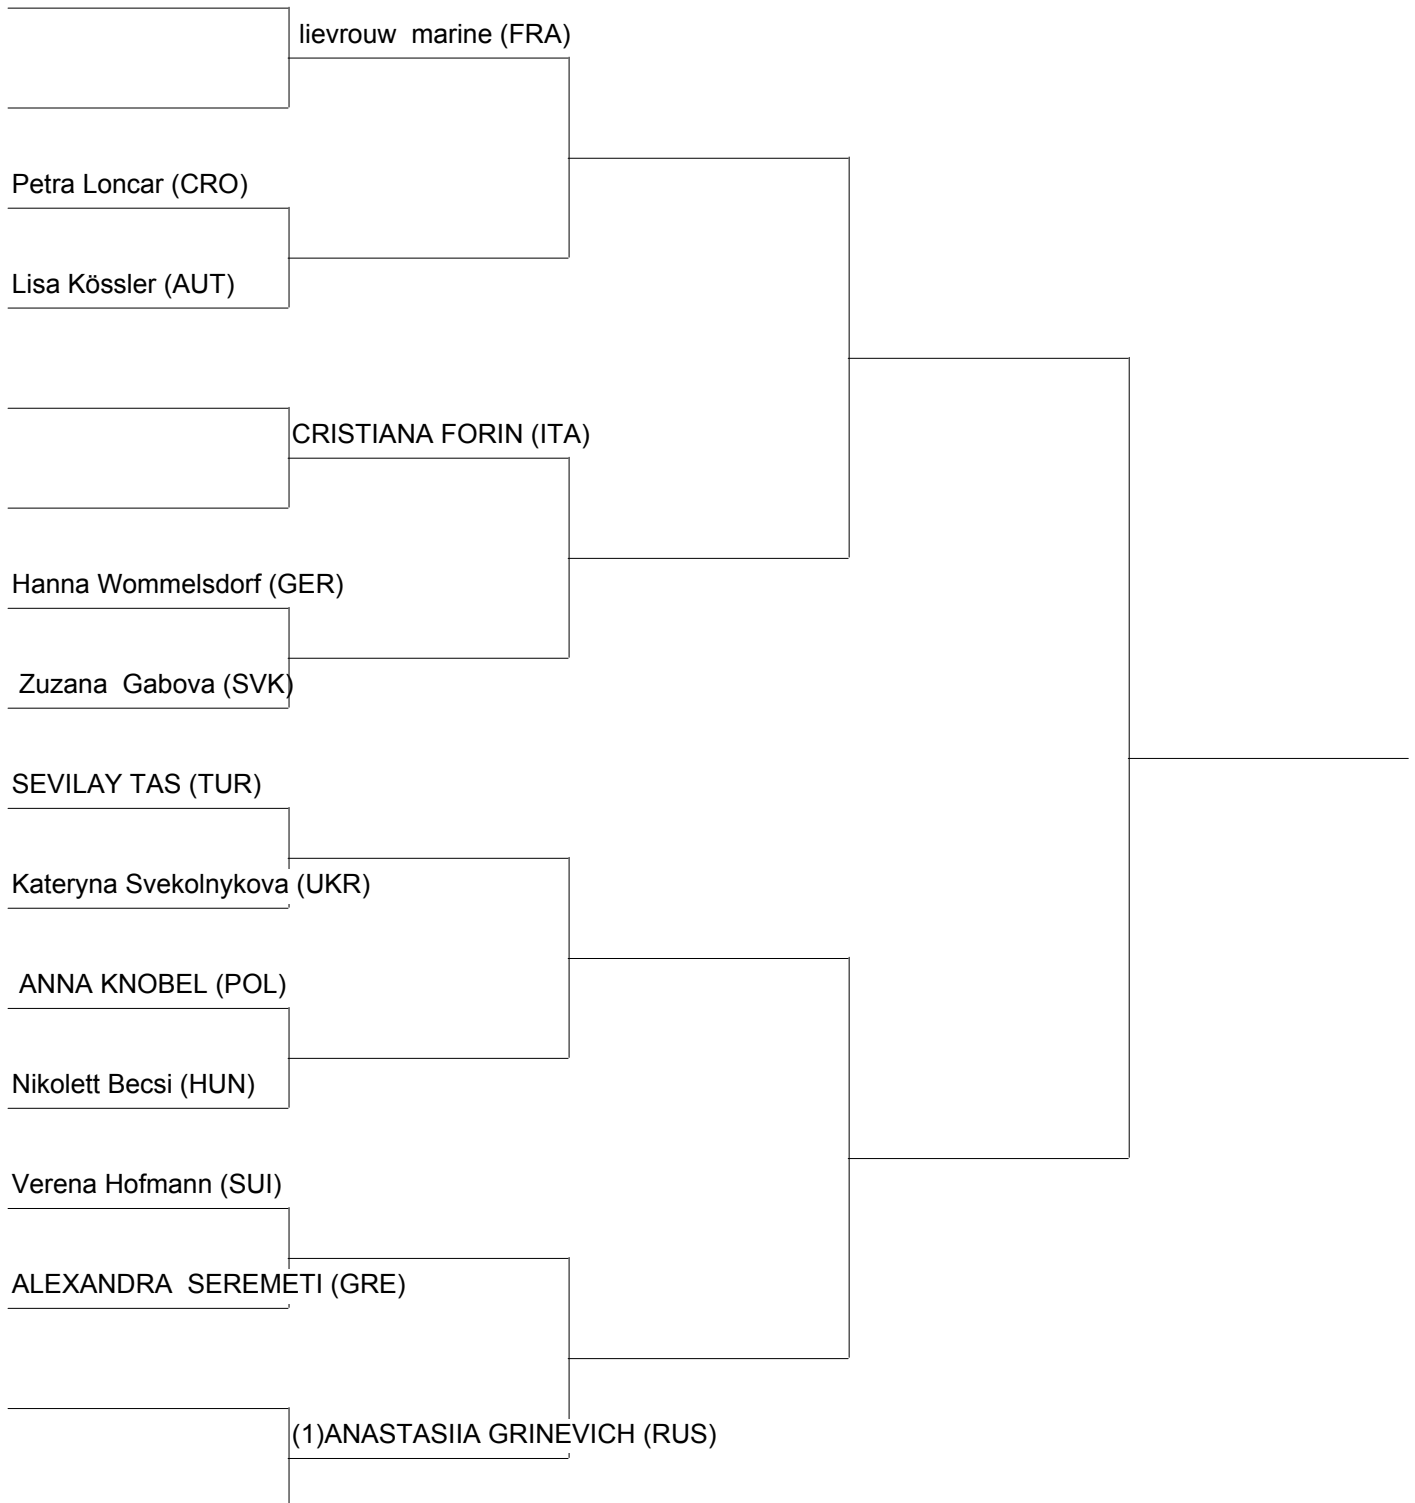 lievrouw  marine (FRA)
Petra Loncar (CRO)
Lisa Kössler (AUT)
CRISTIANA FORIN (ITA)
Hanna Wommelsdorf (GER)
Zuzana  Gabova (SVK)
SEVILAY TAS (TUR)
Kateryna Svekolnykova (UKR)
ANNA KNOBEL (POL)
Nikolett Becsi (HUN)
Verena Hofmann (SUI)
ALEXANDRA  SEREMETI (GRE)
(1)ANASTASIIA GRINEVICH (RUS)